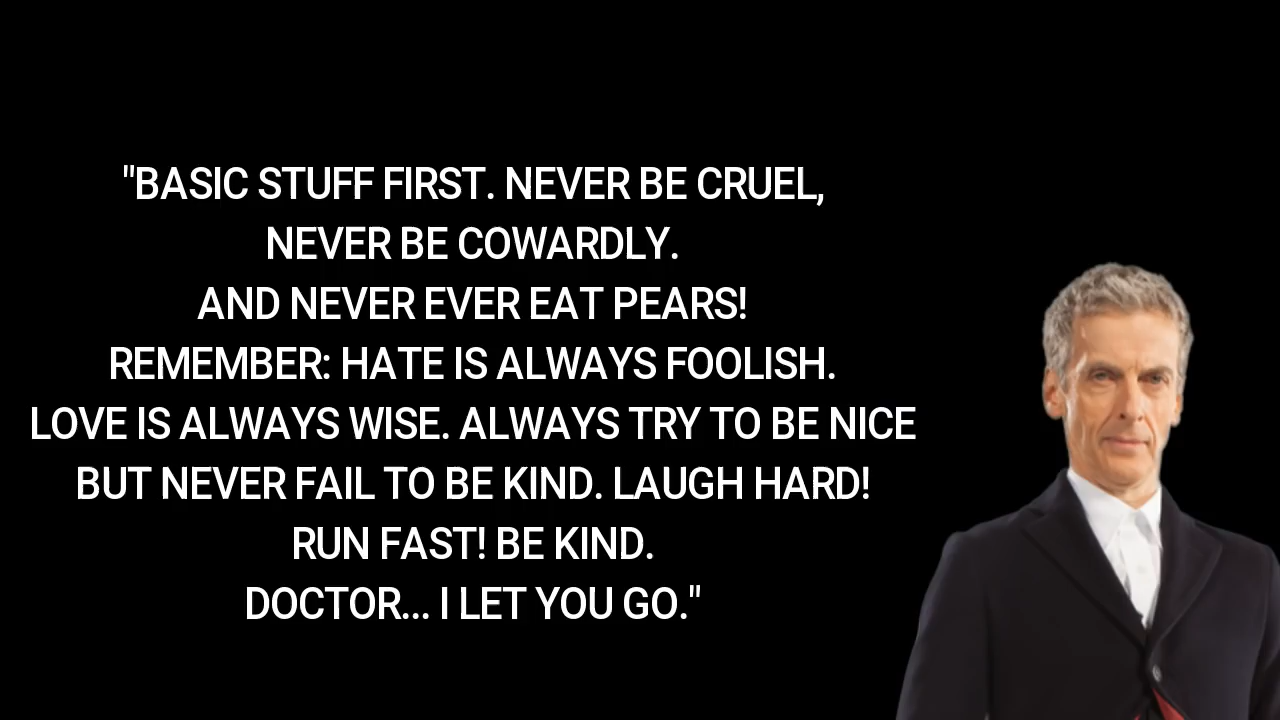 "BASIC STUFF FIRST. NEVER BE CRUEL,
NEVER BE COWARDLY.
AND NEVER EVER EAT PEARS!
REMEMBER: HATE IS ALWAYS FOOLISH.
LOVE IS ALWAYS WISE. ALWAYS TRY TO BE NICE
BUT NEVER FAIL TO BE KIND. LAUGH HARD!
RUN FAST! BE KIND.
DOCTOR... I LET YOU GO."